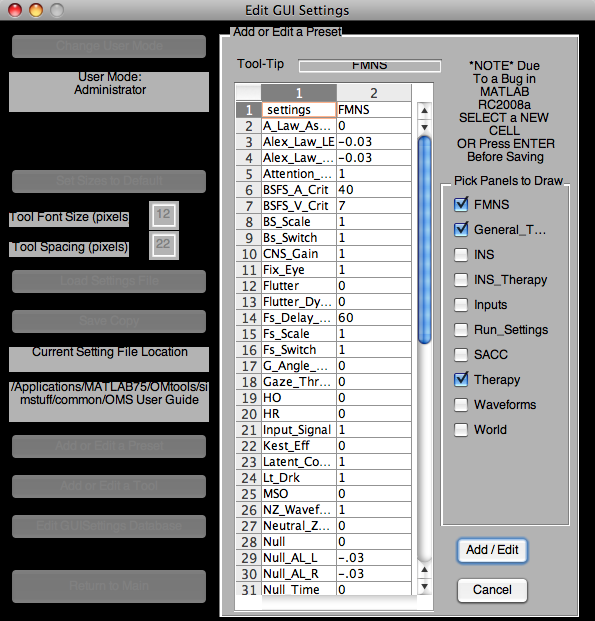 Edit GUI Settings
Change User Mode
User Mode:
Administrator
Set Sizes to Default
Tool Font Size (pixels
12
Tool Spacing (pixels)
22
Load Settings File
Save Copy
Current Setting File Location
/Applications/MATLAB75/OMtools/si
mstuff/common/OMS User Guide
Add or Edit a Preset
Add or Edit a Tool
Edit GUISettings Database
Return to Main
Add or Edit a Preset
Tool-Tip FMNS
1 2
1 settings FMNS
2 A_Law_As... 0
3 Alex_Law_LE -0.03
4 Alex_Law_... -0.03
5 Attention_... 1
6 BSFS_A_Crit 40
7 BSFS_V_Crit 7
8 BS_Scale 1
9 Bs_Switch 1
10 CNS_Gain 1
11 Fix_Eye 1
12 Flutter 0
13 Flutter_Dy... 0
14 Fs_Delay_... 60
15 Fs_Scale 1
16 Fs_Switch 1
17 G_Angle_... 0
18 Gaze_Thr... 0
19 HO 0
20 HR 0
21 Input_Signal 1
22 Kest_Eff 0
23 Latent_Co... 1
24 Lt_Drk 1
25 MSO 0
26 NZ_Wavef... 1
27 Neutral_Z... 0
28 Null 0
29 Null_AL_L -.03
30 Null_AL_R -.03
31 Null_Time 0
*NOTE* Due
To a Bug in
MATLAB
RC2008a
SELECT a NEW
CELL
OR Press ENTER
Before Saving
Pick Panels to Draw
FMNS
General_T...
INS
INS_Therapy
Inputs
Run_Settings
SACC
Therapy
Waveforms
World
Add / Edit
Cancel